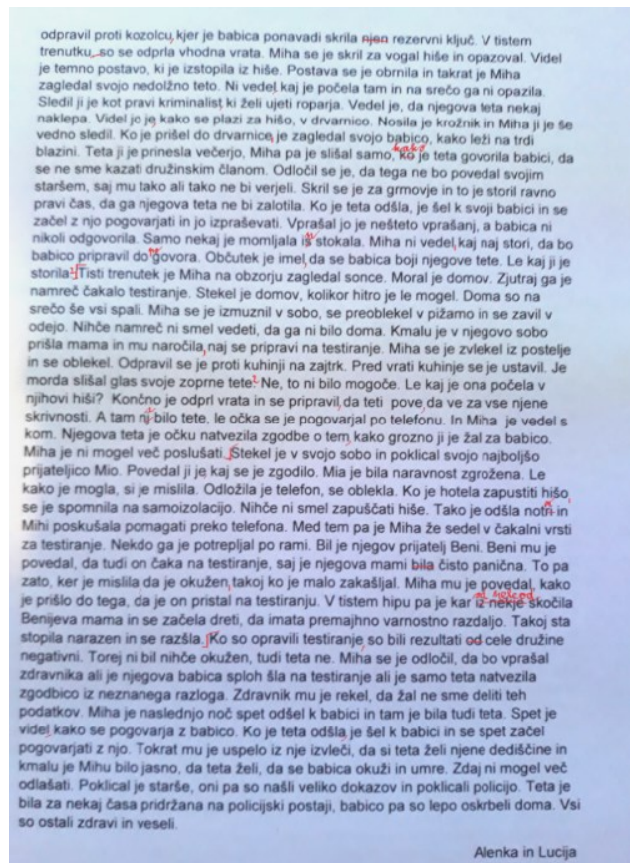 odpravil proti kozolcu, kjer je babica ponavadi skrila njen rezervni ključ. V tistem
trenutku, so se odprla vhodna vrata. Miha se je skril za vogal hiše in opazoval. Videl
je temno postavo, ki je izstopila iz hiše. Postava se je obrnila in takrat je Miha
zagledal svojo nedolžno teto. Ni vedel, kaj je počela tam in na srečo ga ni opazila.
Sledil ji je kot pravi kriminalist, ki želi ujeti roparja. Vedel je, da njegova teta nekaj
naklepa. Videl jo je, kako se plazi za hišo, v drvarnico. Nosila je krožnik in Miha ji je še
vedno sledil. Ko je prišel do drvarnice, je zagledal svojo babico, kako leži na trdi
blazini. Teta ji je prinesla večerjo, Miha pa je slišal samo, ko kako je teta govorila babici, da
se ne sme kazati družinskim članom. Odločil se je, da tega ne bo povedal svojim
staršem, saj mu tako ali tako ne bi verjeli. Skril se je za grmovje in to je storil ravno
pravi čas, da ga njegova teta ne bi zalotila. Ko je teta odšla, je šel k svoji babici in se
začel z njo pogovarjati in jo izpraševati. Vprašal jo je nešteto vprašanj, a babica ni
nikoli odgovorila. Samo nekaj je momljala in stokala. Miha ni vedel, kaj naj stori, da bo
babico pripravil do govora. Občutek je imel, da se babica boji njegove tete. Le kaj ji je
storila? Tisti trenutek je Miha na obzorju zagledal sonce. Moral je domov. Zjutraj ga je
namreč čakalo testiranje. Stekel je domov, kolikor hitro je le mogel. Doma so na
srečo še vsi spali. Miha se je izmuznil v sobo, se preoblekel v pižamo in se zavil v
odejo. Nihče namreč ni smel vedeti, da ga ni bilo doma. Kmalu je v njegovo sobo
prišla mama in mu naročila, naj se pripravi na testiranje. Miha se je zvlekel iz postelje
in se oblekel. Odpravil se je proti kuhinji na zajtrk. Pred vrati kuhinje se je ustavil. Je
morda slišal glas svoje zoprne tete? Ne, to ni bilo mogoče. Le kaj je ona počela v
njihovi hiši? Končno je odprl vrata in se pripravil, da teti pove, da ve za vse njene
skrivnosti. A tam ni bilo tete, le očka se je pogovarjal po telefonu. In Miha je vedel s
kom. Njegova teta je očku natvezila zgodbe o tem, kako grozno ji je žal za babico.
Miha je ni mogel več poslušati. Stekel je v svojo sobo in poklical svojo najboljšo
prijateljico Mio. Povedal ji je kaj se je zgodilo. Mia je bila naravnost zgrožena. Le
kako je mogla, si je mislila. Odložila je telefon, se oblekla. Ko je hotela zapustiti hišo,
se je spomnila na samoizolacijo. Nihče ni smel zapuščati hiše. Tako je odšla noter in
Mihi poskušala pomagati preko telefona. Med tem pa je Miha že sedel v čakalni vrsti
za testiranje. Nekdo ga je potrepljal po rami. Bil je njegov prijatelj Beni. Beni mu je
povedal, da tudi on čaka na testiranje, saj je njegova mami bila čisto panična. To pa
zato, ker je mislila da je okužen, takoj ko je malo zakašljal. Miha mu je povedal, kako
je prišlo do tega, da je on pristal na testiranju. V tistem hipu pa je kar iz nekje od nekod skočila
Benijeva mama in se začela dreti, da imata premajhno varnostno razdaljo. Takoj sta
stopila narazen in se razšla. Ko so opravili testiranje, so bili rezultati od cele družine
negativni. Torej ni bil nihče okužen, tudi teta ne. Miha se je odločil, da bo vprašal
zdravnika ali je njegova babica sploh šla na testiranje ali je samo teta natvezila
zgodbico iz neznanega razloga. Zdravnik mu je rekel, da žal ne sme deliti teh
podatkov. Miha je naslednjo noč spet odšel k babici in tam je bila tudi teta. Spet je
videl, kako se pogovarja z babico. Ko je teta odšla, je šel k babici in se spet začel
pogovarjati z njo. Tokrat mu je uspelo iz nje izvleči, da si teta želi njene dediščine in
kmalu je Mihu bilo jasno, da teta želi, da se babica okuži in umre. Zdaj ni mogel več
odlašati. Poklical je starše, oni pa so našli veliko dokazov in poklicali policijo. Teta je
bila za nekaj časa pridržana na policijski postaji, babico pa so lepo oskrbeli doma. Vsi
so ostali zdravi in veseli.
Alenka in Lucija